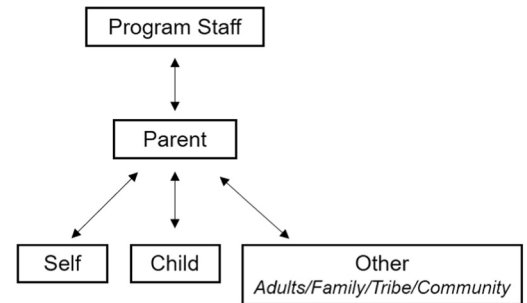 Program Staff
Parent
Self
Child
Other
Adults/Family/Tribe/Community